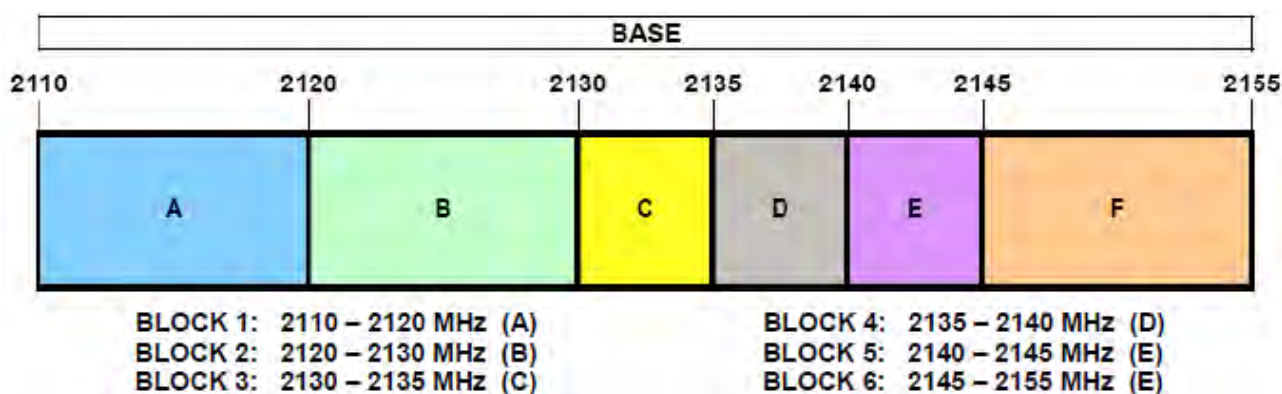 BASE
2110 2120 2130 2135 2140 2145 2155
A B C D E F
BLOCK 1: 2110 – 2120 MHz (A)
BLOCK 2: 2120 – 2130 MHz (B)
BLOCK 3: 2130 – 2135 MHz (C)
BLOCK 4: 2135 – 2140 MHz (D)
BLOCK 5: 2140 – 2145 MHz (E)
BLOCK 6: 2145 – 2155 MHz (E)